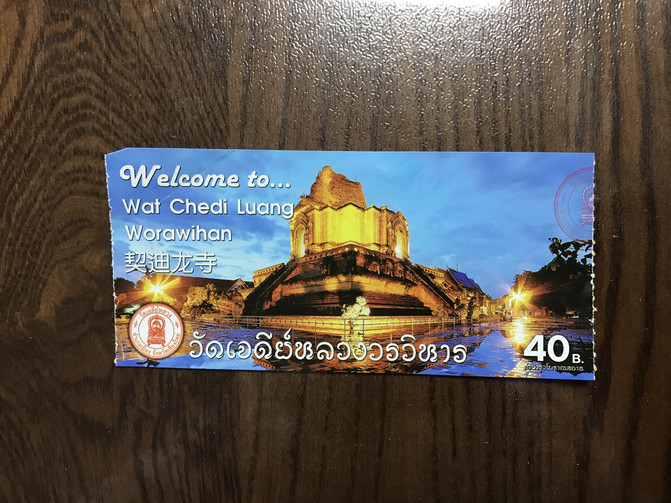 Welcome to...
Wat Chedi Luang
Worawihan
契迪龙寺
วัดเจดีย์หลวงวรวิหาร
40 B.